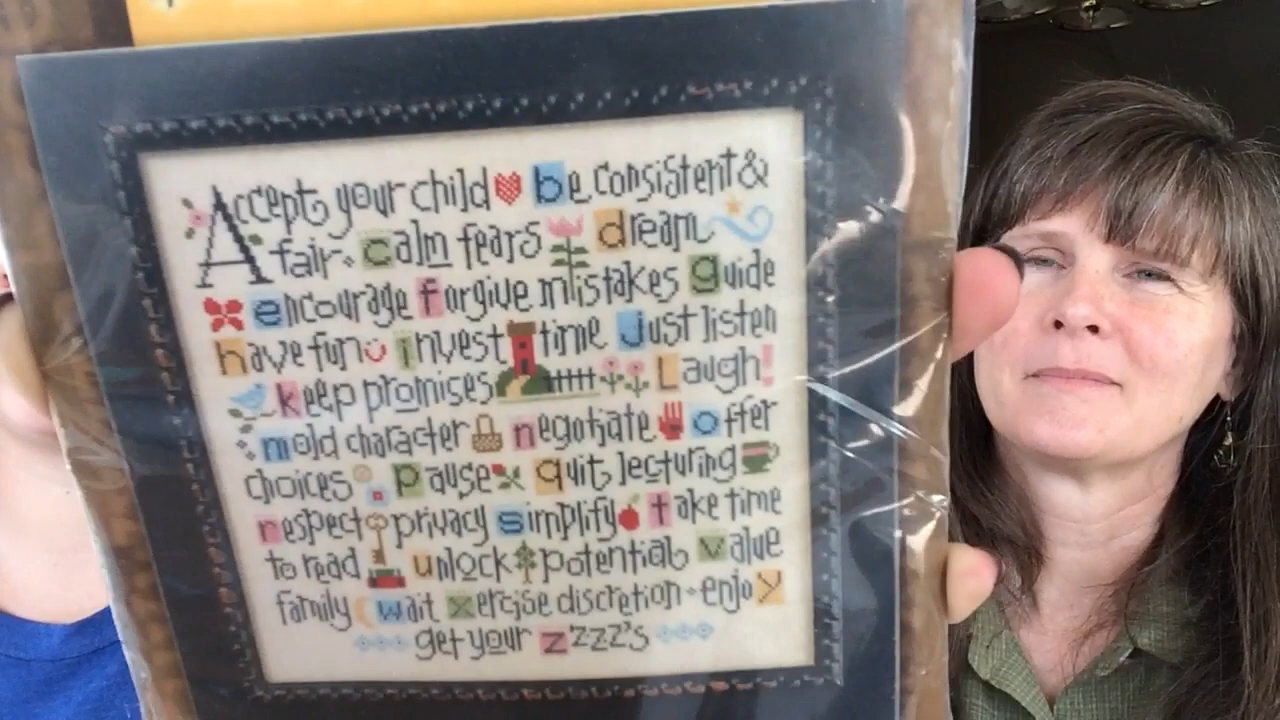 Accept your child be consistent &
fair calm fears dream
encourage forgive mistakes guide
have fun invest time Just listen
keep promises Laugh!
mold character negotiate offer
choices pause quit lecturing
respect privacy simplify take time
to read unlock potential value
family wait xercise discretion enjoy
get your zzzz's